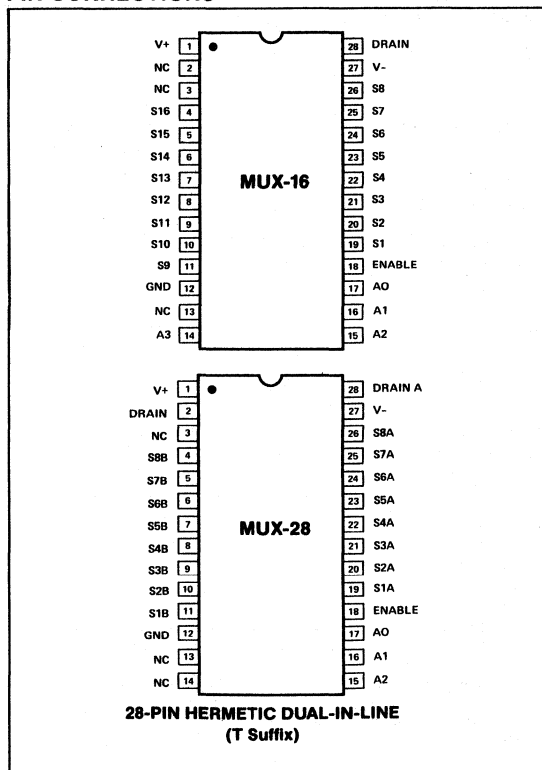 PIN CONNECTIONS
V+ 1 28 DRAIN
NC 2 27 V-
NC 3 26 S8
S16 4 25 S7
S15 5 24 S6
S14 6 23 S5
S13 7 MUX-16 22 S4
S12 8 21 S3
S11 9 20 S2
S10 10 19 S1
S9 11 18 ENABLE
GND 12 17 AO
NC 13 16 A1
A3 14 15 A2
V+ 1 28 DRAIN A
DRAIN 2 27 V-
NC 3 26 S8A
S8B 4 25 S7A
S7B 5 24 S6A
S6B 6 23 S5A
S5B 7 MUX-28 22 S4A
S4B 8 21 S3A
S3B 9 20 S2A
S2B 10 19 S1A
S1B 11 18 ENABLE
GND 12 17 AO
NC 13 16 A1
NC 14 15 A2
28-PIN HERMETIC DUAL-IN-LINE
(T Suffix)